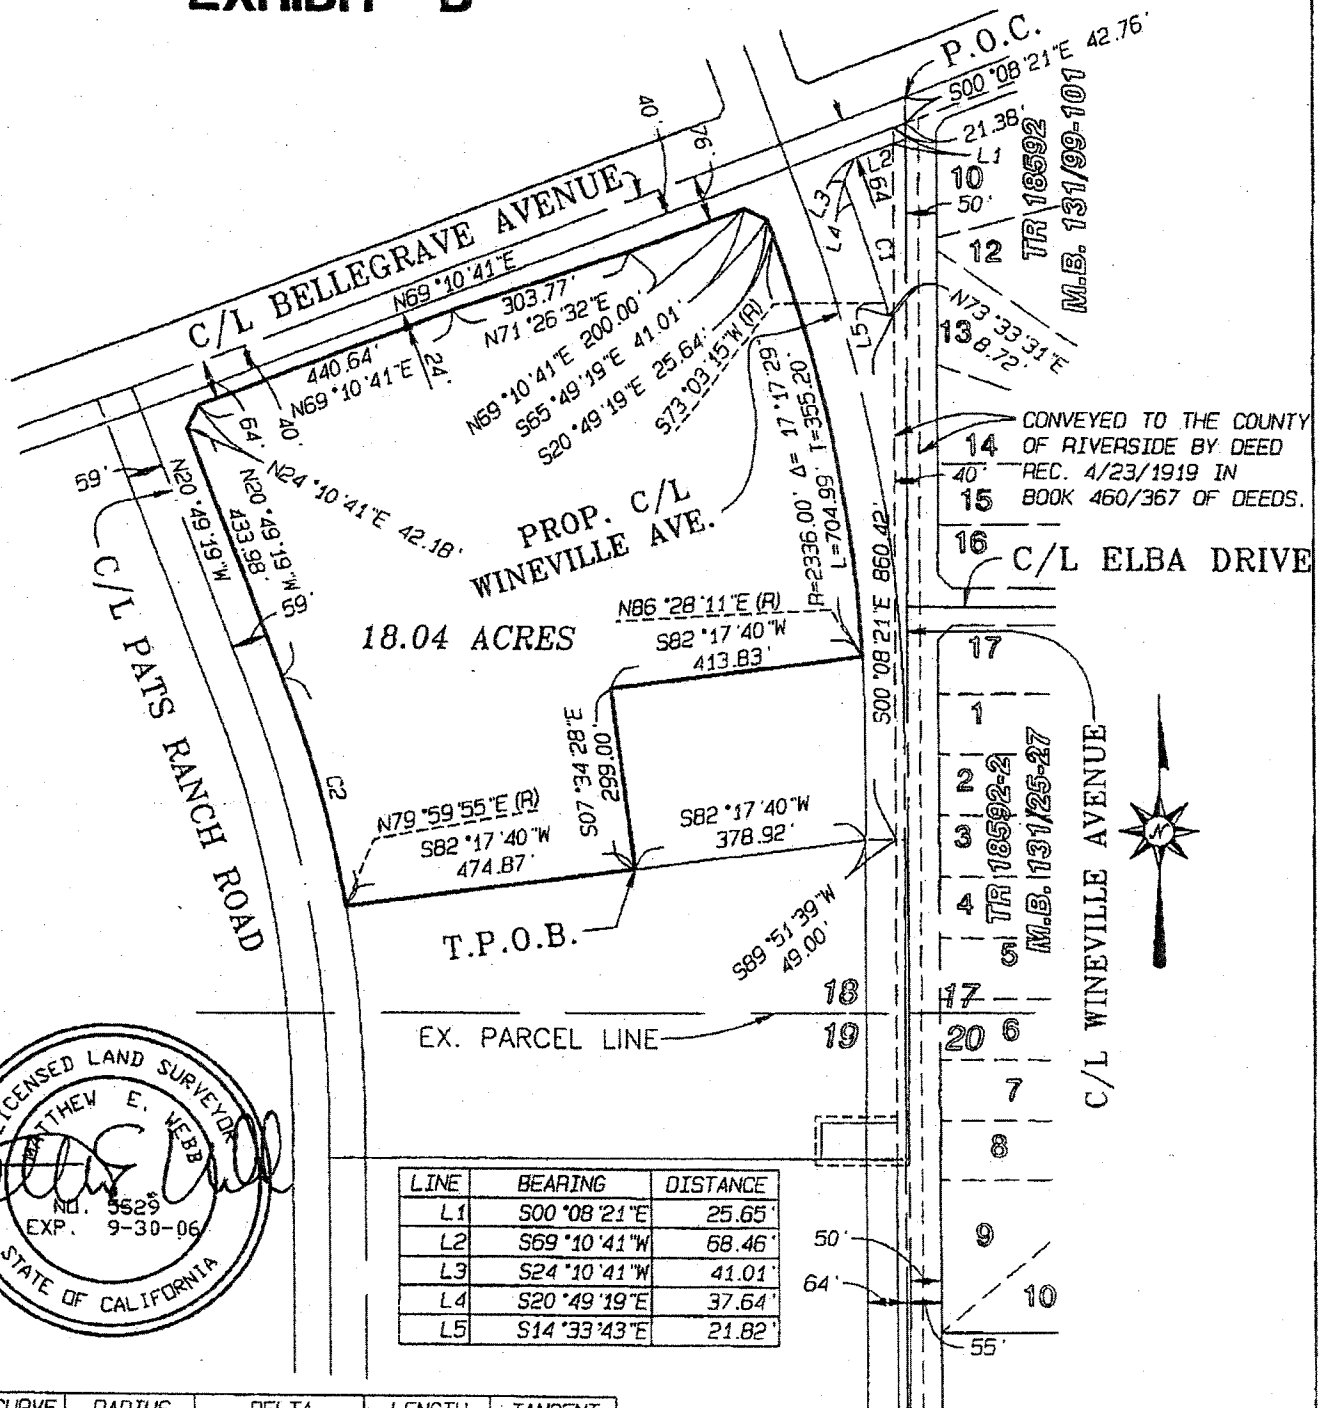 EXHIBIT "B"
P.O.C.
S00°08'21"E 42.76'
21.38'
L1
L2
64'
L3
L4
C1
L5
50'
10
12
13
14
15
16
17
TR 18592
M.B. 131/99-101
N73°33'31"E
8.72'
CONVEYED TO THE COUNTY
OF RIVERSIDE BY DEED
REC. 4/23/1919 IN
BOOK 460/367 OF DEEDS.
40'
C/L ELBA DRIVE
C/L BELLEGRAVE AVENUE
40'
76'
N69°10'41"E
303.77'
N71°26'32"E
440.64'
N69°10'41"E
24'
N69°10'41"E 200.00'
S65°49'19"E 41.01'
S20°49'19"E 25.64'
S73°03'15"W (R)
64'
40'
N24°10'41"E 42.18'
59'
N20°49'19"W
N20°49'19"W
433.98'
59'
C/L PATS RANCH ROAD
PROP. C/L
WINEVILLE AVE.
R=2336.00' Δ= 17°17'29"
L=704.99' T=355.20'
S00°08'21"E 860.42'
18.04 ACRES
N86°28'11"E (R)
S82°17'40"W
413.83'
S07°34'28"E
299.00'
C2
N79°59'55"E (R)
S82°17'40"W
474.87'
S82°17'40"W
378.92'
T.P.O.B.
S89°51'39"W
49.00'
1
2
3
4
5
6
7
8
9
10
TR 18592-2
M.B. 131/25-27
C/L WINEVILLE AVENUE
N
18
17
19
20
EX. PARCEL LINE
LICENSED LAND SURVEYOR
MATTHEW E. WEBB
NO. 5529
EXP. 9-30-06
STATE OF CALIFORNIA
LINE BEARING DISTANCE
L1 S00°08'21"E 25.65'
L2 S69°10'41"W 68.46'
L3 S24°10'41"W 41.01'
L4 S20°49'19"E 37.64'
L5 S14°33'43"E 21.82'
50'
64'
55'
CURVE RADIUS DELTA LENGTH TANGENT